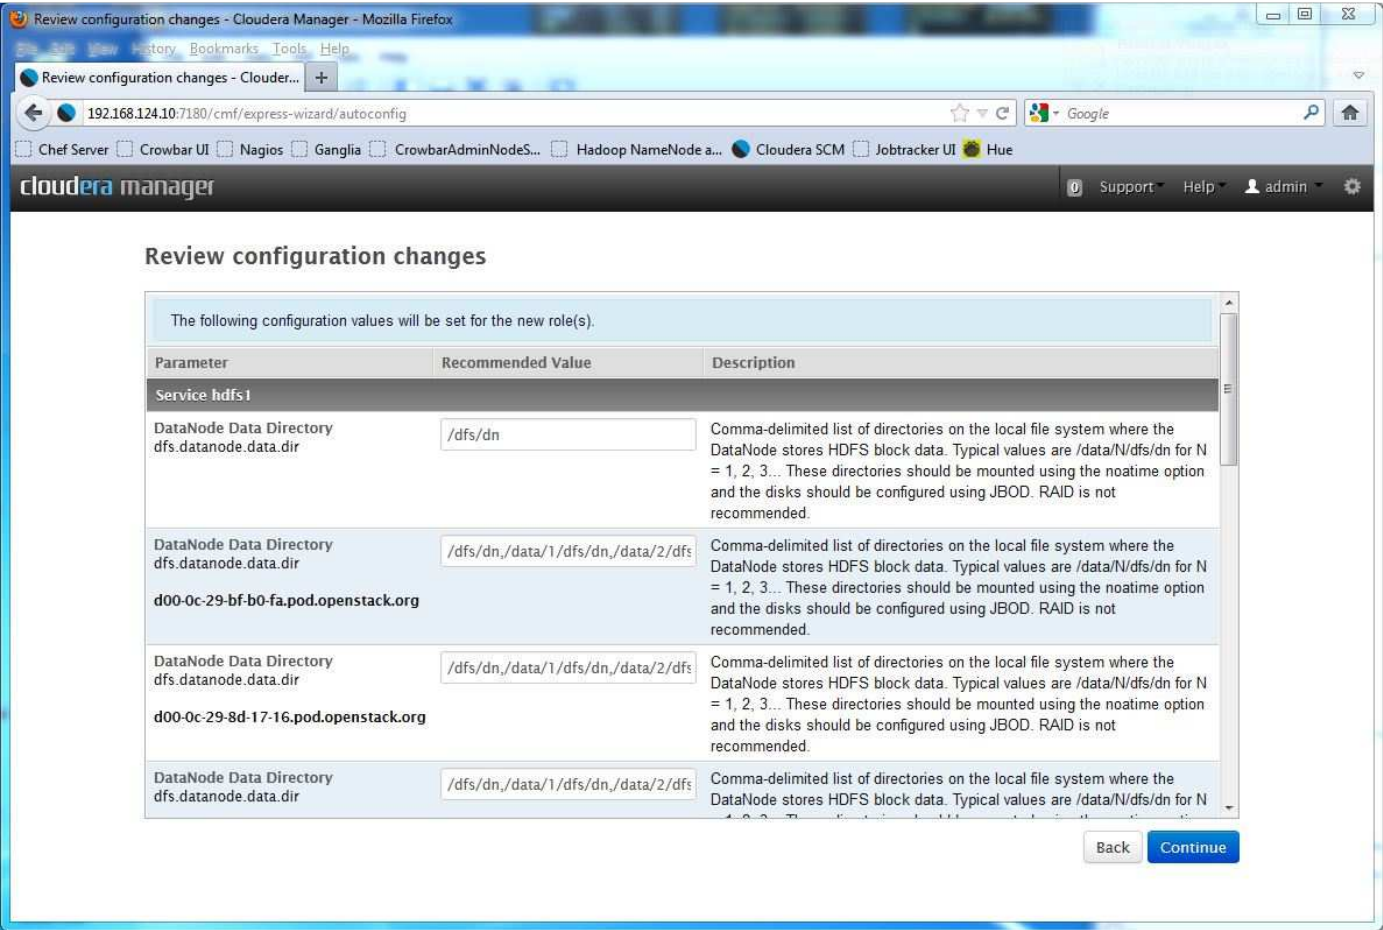 Review configuration changes - Cloudera Manager - Mozilla Firefox
File Edit View History Bookmarks Tools Help
Review configuration changes - Clouder... +
192.168.124.10:7180/cmf/express-wizard/autoconfig
Google
Chef Server Crowbar UI Nagios Ganglia CrowbarAdminNodeS... Hadoop NameNode a... Cloudera SCM Jobtracker UI Hue
cloudera manager
0 Support Help admin
Review configuration changes
The following configuration values will be set for the new role(s).
Parameter Recommended Value Description
Service hdfs1
DataNode Data Directory
dfs.datanode.data.dir
/dfs/dn
Comma-delimited list of directories on the local file system where the
DataNode stores HDFS block data. Typical values are /data/N/dfs/dn for N
= 1, 2, 3... These directories should be mounted using the noatime option
and the disks should be configured using JBOD. RAID is not
recommended.
DataNode Data Directory
dfs.datanode.data.dir
d00-0c-29-bf-b0-fa.pod.openstack.org
/dfs/dn,/data/1/dfs/dn,/data/2/dfs
Comma-delimited list of directories on the local file system where the
DataNode stores HDFS block data. Typical values are /data/N/dfs/dn for N
= 1, 2, 3... These directories should be mounted using the noatime option
and the disks should be configured using JBOD. RAID is not
recommended.
DataNode Data Directory
dfs.datanode.data.dir
d00-0c-29-8d-17-16.pod.openstack.org
/dfs/dn,/data/1/dfs/dn,/data/2/dfs
Comma-delimited list of directories on the local file system where the
DataNode stores HDFS block data. Typical values are /data/N/dfs/dn for N
= 1, 2, 3... These directories should be mounted using the noatime option
and the disks should be configured using JBOD. RAID is not
recommended.
DataNode Data Directory
dfs.datanode.data.dir
/dfs/dn,/data/1/dfs/dn,/data/2/dfs
Comma-delimited list of directories on the local file system where the
DataNode stores HDFS block data. Typical values are /data/N/dfs/dn for N
Back Continue